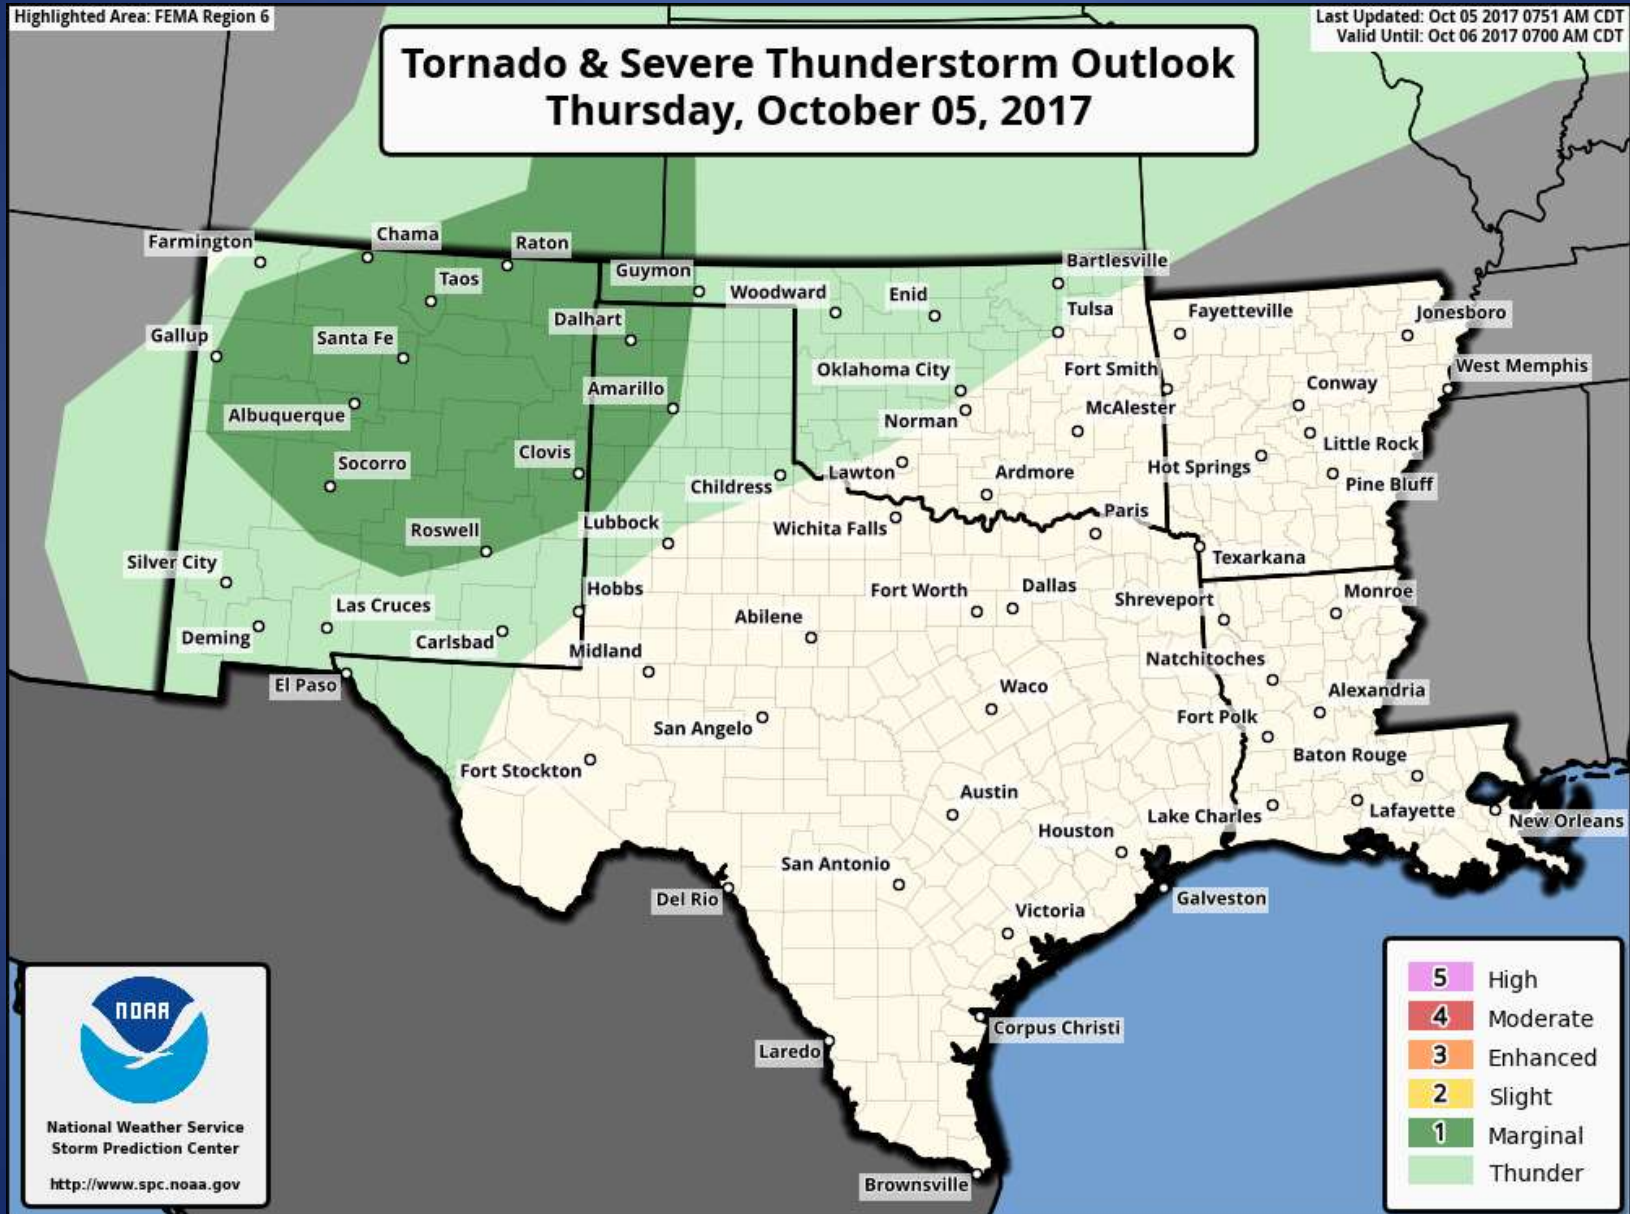 Highlighted Area: FEMA Region 6
Last Updated: Oct 05 2017 0751 AM CDT
Valid Until: Oct 06 2017 0700 AM CDT
Tornado & Severe Thunderstorm Outlook
Thursday, October 05, 2017
Farmington
Chama
Raton
Taos
Guymon
Woodward
Enid
Bartlesville
Tulsa
Fayetteville
Jonesboro
Gallup
Santa Fe
Dalhart
Oklahoma City
Fort Smith
West Memphis
Albuquerque
Amarillo
Norman
McAlester
Conway
Little Rock
Socorro
Clovis
Childress
Lawton
Ardmore
Hot Springs
Pine Bluff
Roswell
Lubbock
Wichita Falls
Paris
Texarkana
Silver City
Hobbs
Las Cruces
Deming
Carlsbad
Midland
Abilene
Fort Worth
Dallas
Shreveport
Monroe
El Paso
San Angelo
Waco
Natchitoches
Alexandria
Fort Polk
Fort Stockton
Baton Rouge
Austin
Houston
Lake Charles
Lafayette
New Orleans
San Antonio
Del Rio
Galveston
Victoria
Corpus Christi
Laredo
Brownsville
NOAA
National Weather Service
Storm Prediction Center
http://www.spc.noaa.gov
5 High
4 Moderate
3 Enhanced
2 Slight
1 Marginal
Thunder